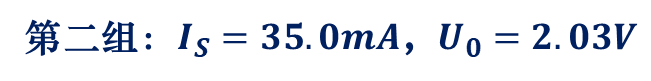 第二组：I_S = 35.0mA，U_0 = 2.03V